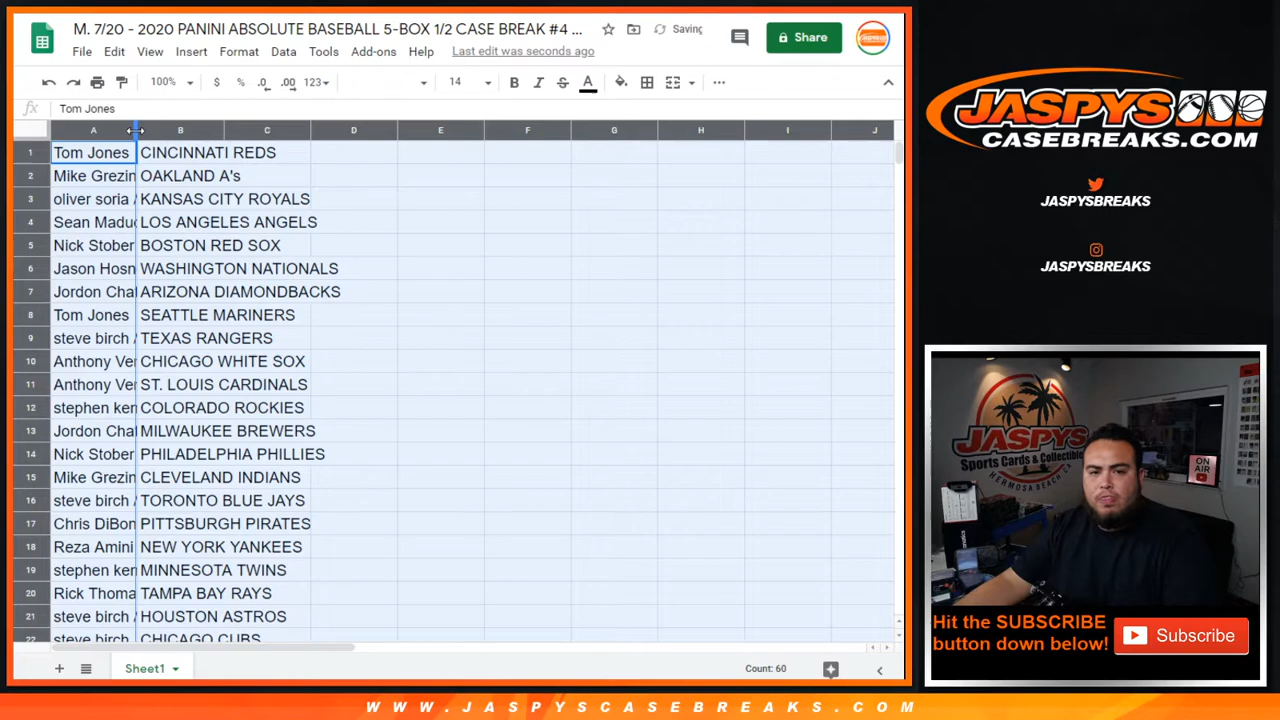 M. 7/20 - 2020 PANINI ABSOLUTE BASEBALL 5-BOX 1/2 CASE BREAK #4 ...
Saving
Share
File Edit View Insert Format Data Tools Add-ons Help Last edit was seconds ago
100% $ % .0 .00 123 14 B I S A
fx Tom Jones
A B C D E F G H I J
1 Tom Jones CINCINNATI REDS
2 Mike Grezin OAKLAND A's
3 oliver soria / KANSAS CITY ROYALS
4 Sean Maduc LOS ANGELES ANGELS
5 Nick Stober BOSTON RED SOX
6 Jason Hosn WASHINGTON NATIONALS
7 Jordon Cha ARIZONA DIAMONDBACKS
8 Tom Jones SEATTLE MARINERS
9 steve birch / TEXAS RANGERS
10 Anthony Ver CHICAGO WHITE SOX
11 Anthony Ver ST. LOUIS CARDINALS
12 stephen ken COLORADO ROCKIES
13 Jordon Cha MILWAUKEE BREWERS
14 Nick Stober PHILADELPHIA PHILLIES
15 Mike Grezin CLEVELAND INDIANS
16 steve birch / TORONTO BLUE JAYS
17 Chris DiBon PITTSBURGH PIRATES
18 Reza Amini NEW YORK YANKEES
19 stephen ken MINNESOTA TWINS
20 Rick Thoma TAMPA BAY RAYS
21 steve birch / HOUSTON ASTROS
22 steve birch / CHICAGO CUBS
Sheet1
Count: 60
JASPYS
CASEBREAKS.COM
JASPYSBREAKS
JASPYSBREAKS
JASPYS
Sports Cards & Collectible
HERMOSA BEACH CA
ON
AIR
Hit the SUBSCRIBE
button down below!
Subscribe
WWW.JASPYSCASEBREAKS.COM